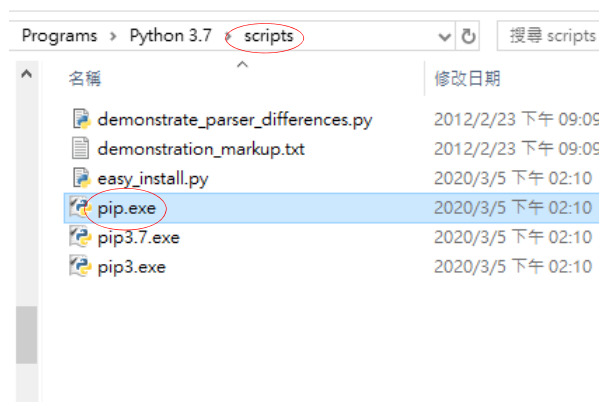 Programs > Python 3.7 > scripts 搜尋 scripts
名稱 修改日期
demonstrate_parser_differences.py 2012/2/23 下午 09:09
demonstration_markup.txt 2012/2/23 下午 09:09
easy_install.py 2020/3/5 下午 02:10
pip.exe 2020/3/5 下午 02:10
pip3.7.exe 2020/3/5 下午 02:10
pip3.exe 2020/3/5 下午 02:10